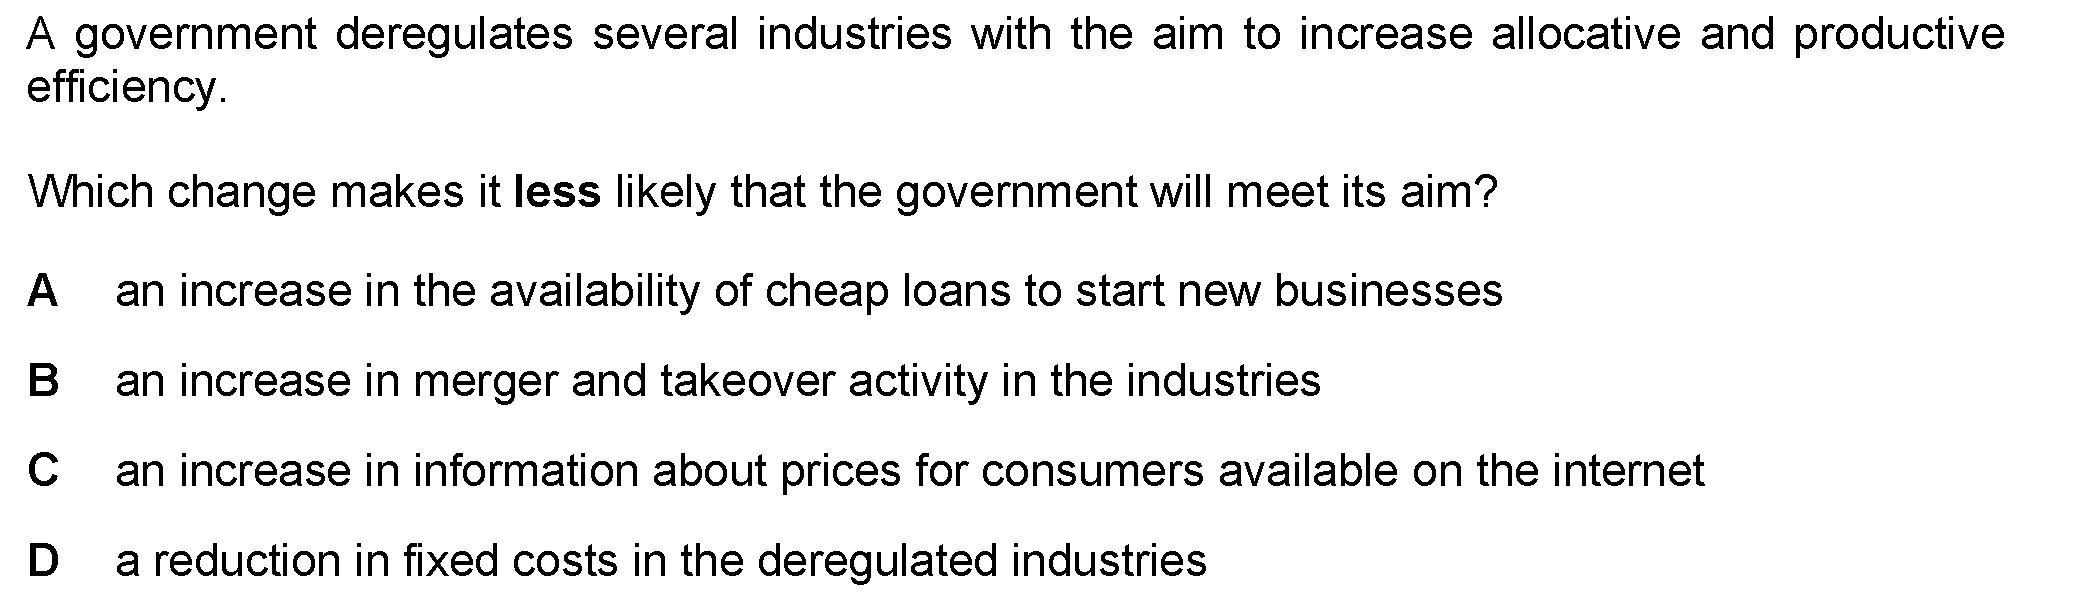 A government deregulates several industries with the aim to increase allocative and productive
efficiency.
Which change makes it less likely that the government will meet its aim?
A an increase in the availability of cheap loans to start new businesses
B an increase in merger and takeover activity in the industries
C an increase in information about prices for consumers available on the internet
D a reduction in fixed costs in the deregulated industries